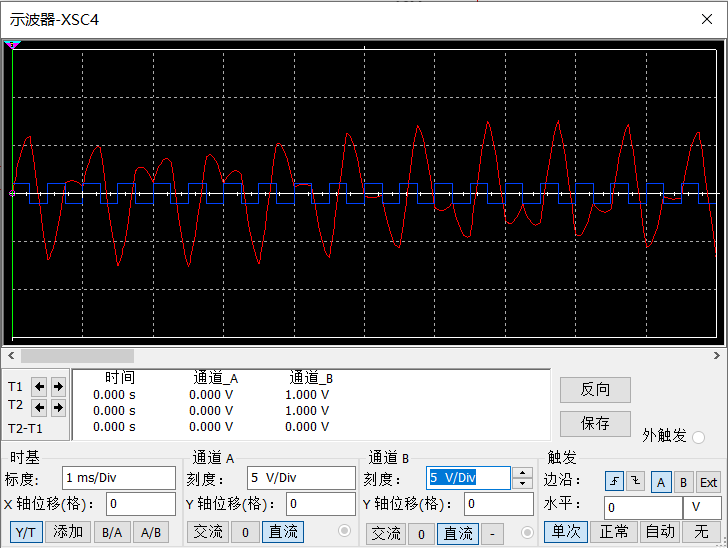 示波器-XSC4
T1
T2
T2-T1
时间 通道_A 通道_B
0.000 s 0.000 V 1.000 V
0.000 s 0.000 V 1.000 V
0.000 s 0.000 V 0.000 V
反向
保存
外触发
时基
标度: 1 ms/Div
X 轴位移(格): 0
Y/T 添加 B/A A/B
通道 A
刻度: 5 V/Div
Y 轴位移(格): 0
交流 0 直流
通道 B
刻度: 5 V/Div
Y 轴位移(格): 0
交流 0 直流 -
触发
边沿: A B Ext
水平: 0 V
单次 正常 自动 无